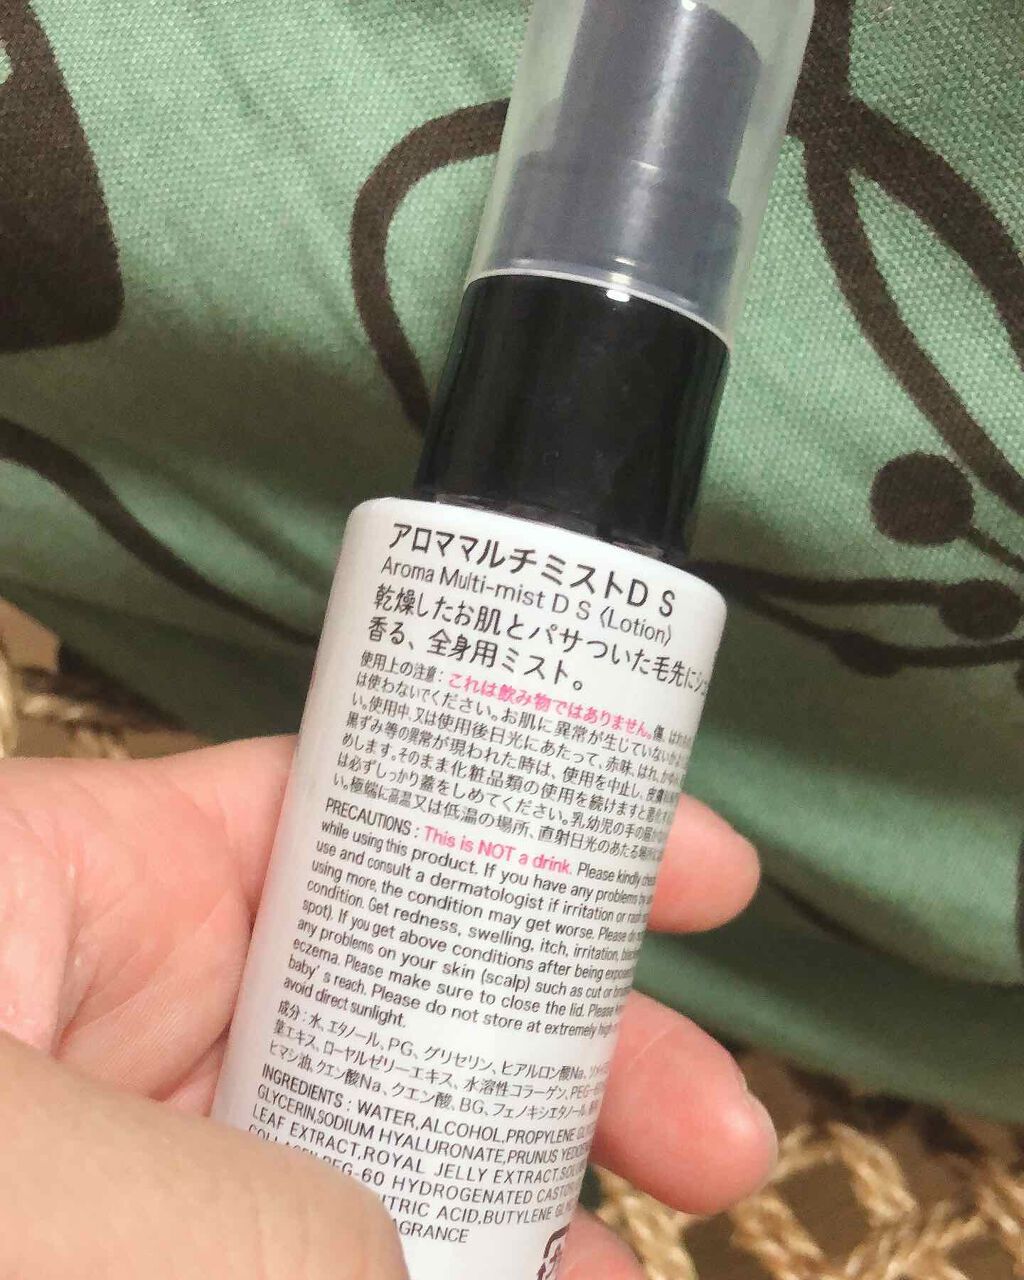 アロママルチミストD S
Aroma Multi-mist D S 〈Lotion〉
乾燥したお肌とパサついた毛先にシュ
香る、全身用ミスト。
使用上の注意：これは飲み物ではありません。傷、はれ
は使わないでください。お肌に異常が生じていないか
い。使用中、又は使用後日光にあたって、赤味、はれ、かゆみ
黒ずみ等の異常が現われた時は、使用を中止し、皮膚
めします。そのまま化粧品類の使用を続けますと悪化す
は必ずしっかり蓋をしめてください。乳幼児の手の届か
い。極端に高温又は低温の場所、直射日光のあたる場所に
PRECAUTIONS : This is NOT a drink. Please kindly
while using this product. If you have any problems by
use and consult a dermatologist if irritation or rash
using more, the condition may get worse. Please do
condition. Get redness, swelling, itch, irritation,
spot). If you get above conditions after being
any problems on your skin (scalp) such as cut or
eczema. Please make sure to close the lid. Please
baby's reach. Please do not store at extremely high
avoid direct sunlight.
成分：水、エタノール、PG、グリセリン、ヒアルロン酸Na、
葉エキス、ローヤルゼリーエキス、水溶性コラーゲン、PEG-
ヒマシ油、クエン酸Na、クエン酸、BG、フェノキシエタノール、
INGREDIENTS : WATER,ALCOHOL,PROPYLENE
GLYCERIN,SODIUM HYALURONATE,PRUNUS
LEAF EXTRACT,ROYAL JELLY EXTRACT,
-60 HYDROGENATED
ACID,BUTYLENE
AGRANCE